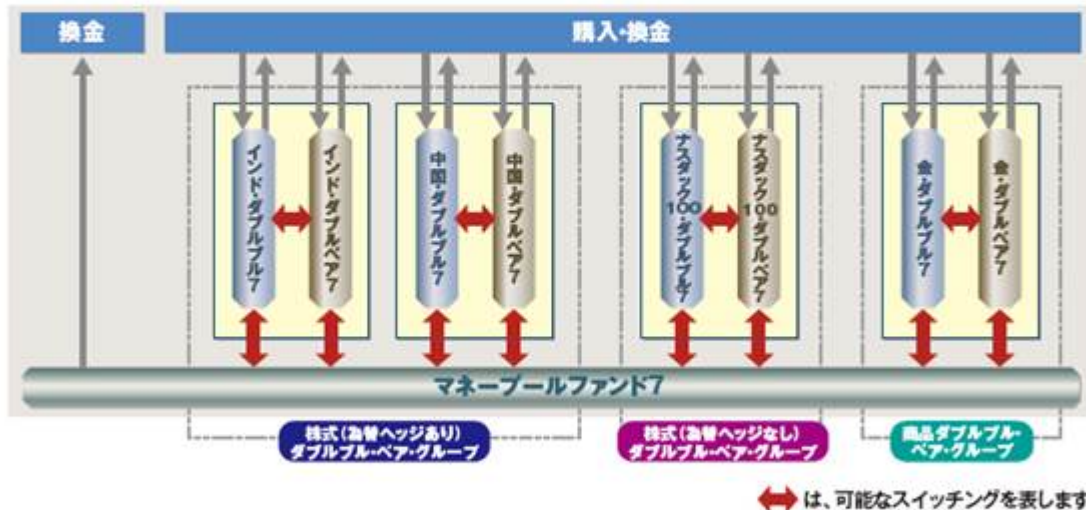 換金
購入・換金
インド・ダブルブル7
インド・ダブルベア7
中国・ダブルブル7
中国・ダブルベア7
ナスダック100・ダブルブル7
ナスダック100・ダブルベア7
金・ダブルブル7
金・ダブルベア7
マネープールファンド7
株式(為替ヘッジあり)
ダブルブル・ベア・グループ
株式(為替ヘッジなし)
ダブルブル・ベア・グループ
商品ダブルブル・
ベア・グループ
は、可能なスイッチングを表します